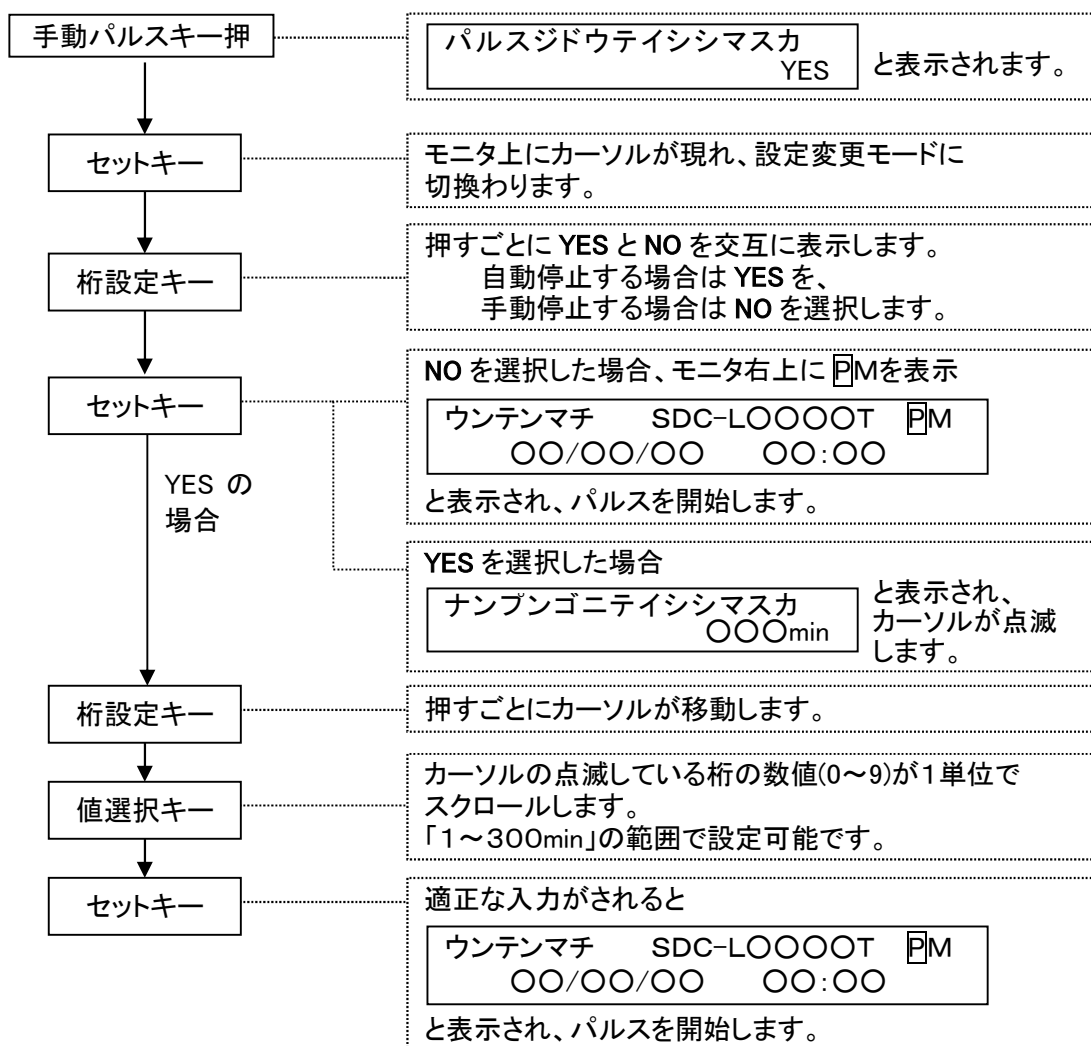 手動パルスキー押
パルスジドウテイシシマスカ
YES
と表示されます。
セットキー
モニタ上にカーソルが現れ、設定変更モードに
切換わります。
桁設定キー
押すごとに YES と NO を交互に表示します。
自動停止する場合は YES を、
手動停止する場合は NO を選択します。
セットキー
NO を選択した場合、モニタ右上に PMを表示
ウンテンマチ SDC-L〇〇〇〇T PM
〇〇/〇〇/〇〇 〇〇:〇〇
と表示され、パルスを開始します。
YES の
場合
YES を選択した場合
ナンプンゴニテイシシマスカ
〇〇〇min
と表示され、
カーソルが点滅
します。
桁設定キー
押すごとにカーソルが移動します。
値選択キー
カーソルの点滅している桁の数値(0~9)が1単位で
スクロールします。
「1~300min」の範囲で設定可能です。
セットキー
適正な入力がされると
ウンテンマチ SDC-L〇〇〇〇T PM
〇〇/〇〇/〇〇 〇〇:〇〇
と表示され、パルスを開始します。